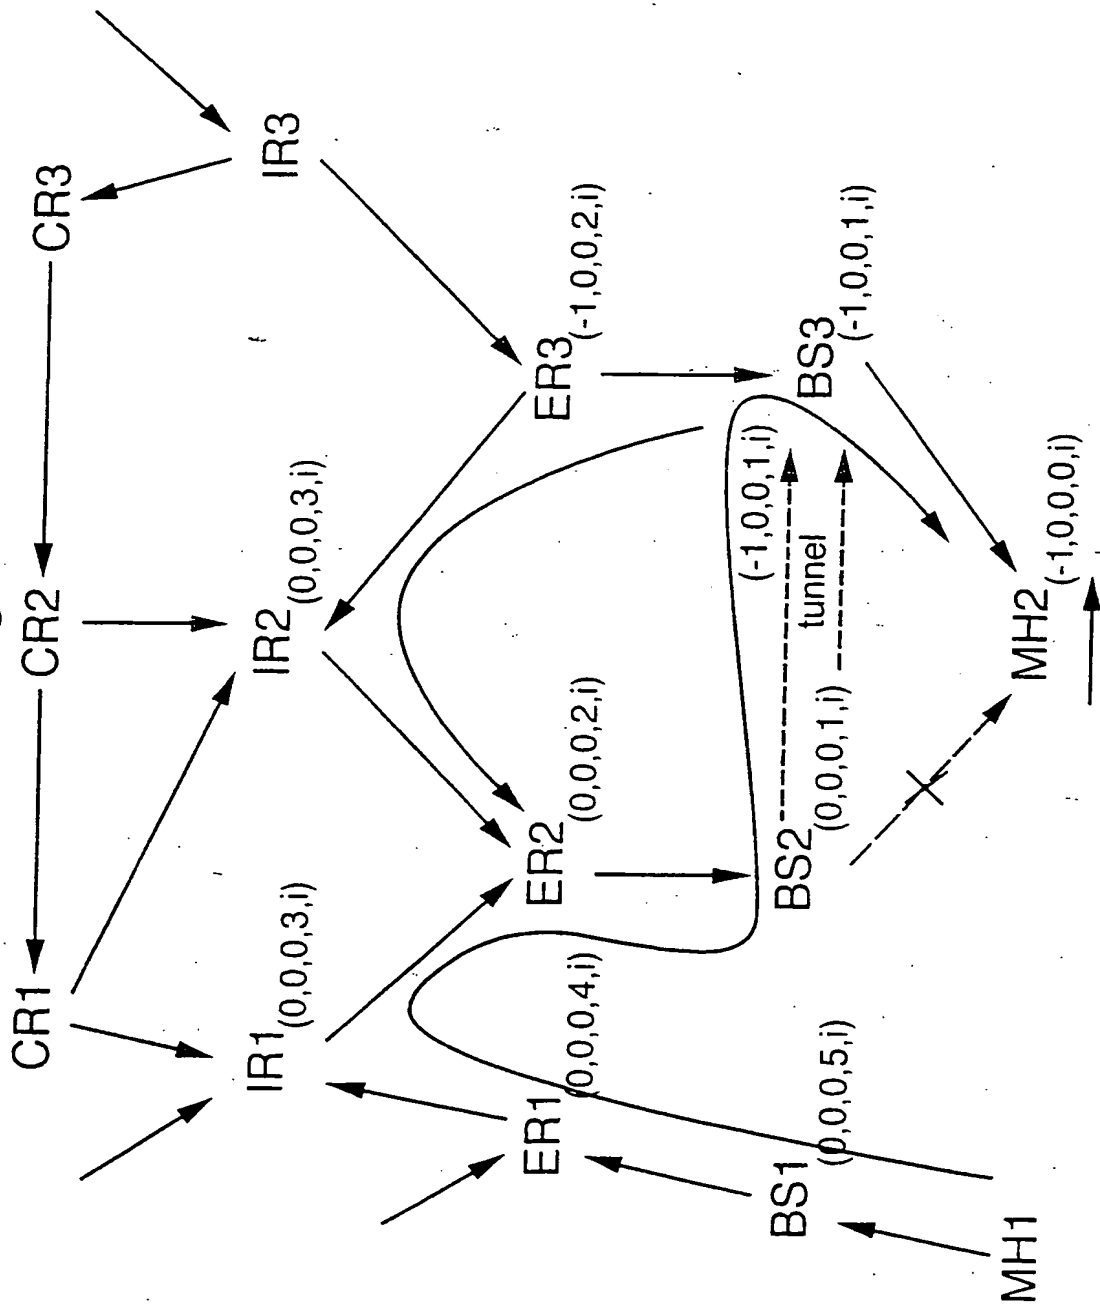 CR1
CR2
CR3
IR1 (0,0,0,3,i)
IR2 (0,0,0,3,i)
IR3
ER1 (0,0,0,4,i)
ER2 (0,0,0,2,i)
ER3 (-1,0,0,2,i)
(-1,0,0,1,i)
tunnel
BS1 (0,0,0,5,i)
BS2 (0,0,0,1,i)
BS3 (-1,0,0,1,i)
MH1
MH2 (-1,0,0,0,i)